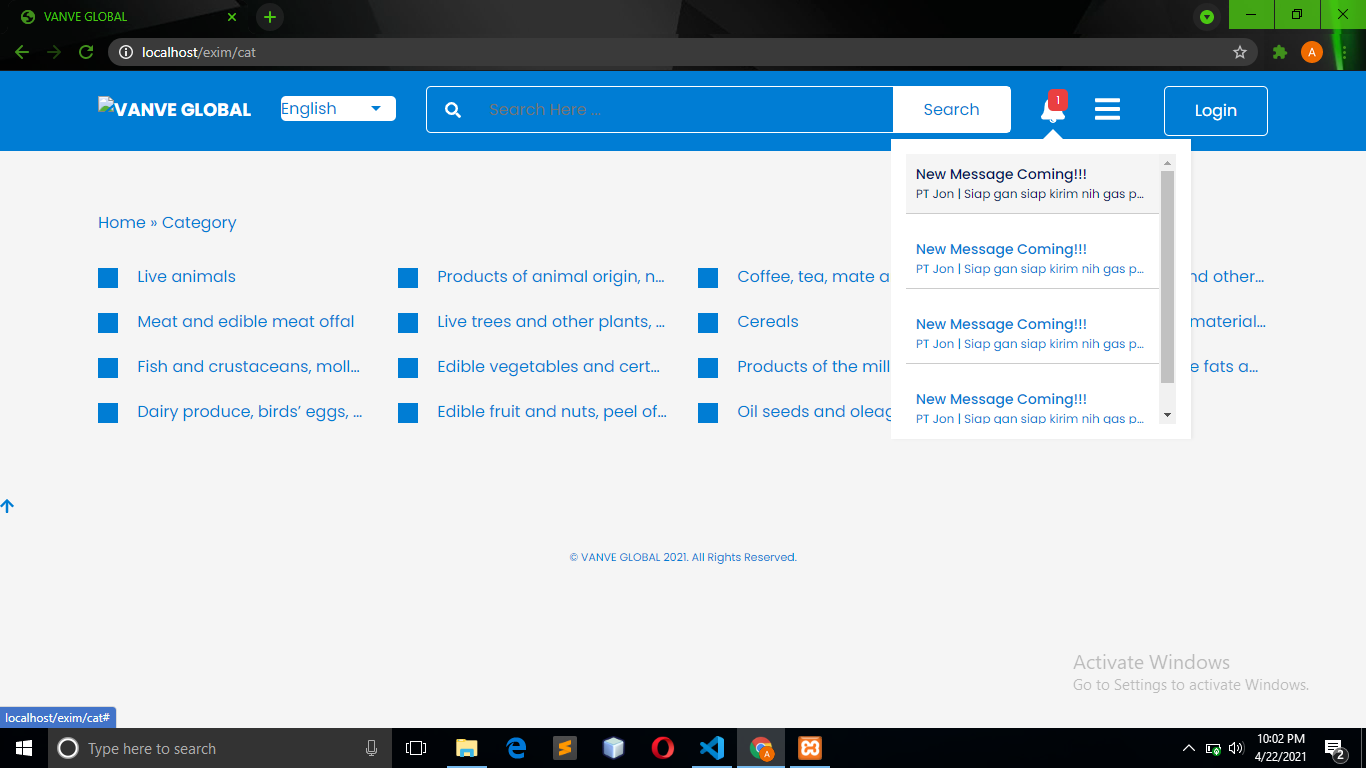 VANVE GLOBAL
localhost/exim/cat
A
VANVE GLOBAL
English
Search Here ...
Search
1
Login
New Message Coming!!!
PT Jon | Siap gan siap kirim nih gas p...
New Message Coming!!!
PT Jon | Siap gan siap kirim nih gas p...
New Message Coming!!!
PT Jon | Siap gan siap kirim nih gas p...
New Message Coming!!!
PT Jon | Siap gan siap kirim nih gas p...
Home » Category
Live animals
Products of animal origin, n...
Coffee, tea, mate a
nd other...
Meat and edible meat offal
Live trees and other plants, ...
Cereals
material...
Fish and crustaceans, moll...
Edible vegetables and cert...
Products of the mill
e fats a...
Dairy produce, birds’ eggs, ...
Edible fruit and nuts, peel of...
Oil seeds and oleag
© VANVE GLOBAL 2021. All Rights Reserved.
Activate Windows
Go to Settings to activate Windows.
localhost/exim/cat#
Type here to search
A
10:02 PM
4/22/2021
2